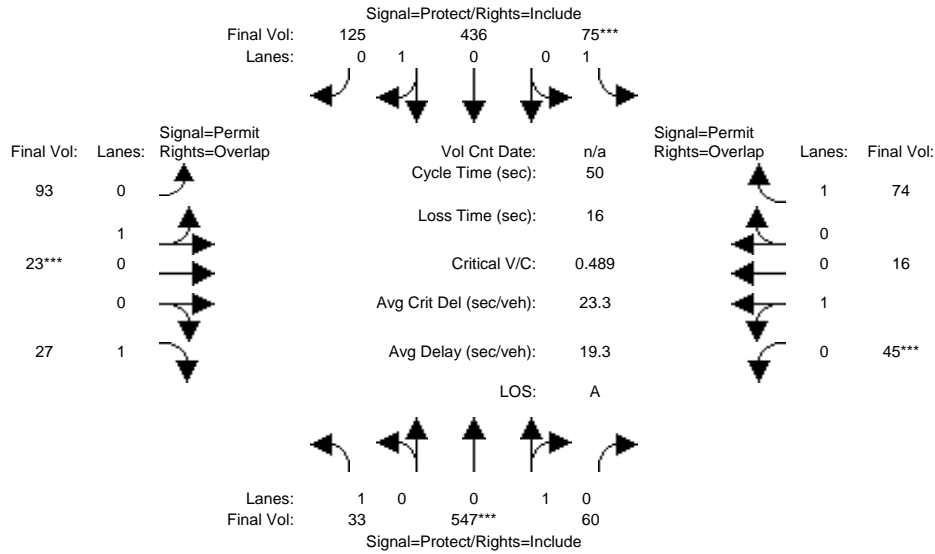 Signal=Protect/Rights=Include
Final Vol: 125 436 75***
Lanes: 0 1 0 0 1
Signal=Permit Signal=Permit
Final Vol: Lanes: Rights=Overlap Vol Cnt Date: n/a Rights=Overlap Lanes: Final Vol:
Cycle Time (sec): 50
93 0 1 74
Loss Time (sec): 16
1 0
23*** 0 Critical V/C: 0.489 0 16
0 Avg Crit Del (sec/veh): 23.3 1
27 1 Avg Delay (sec/veh): 19.3 0 45***
LOS: A
Lanes: 1 0 0 1 0
Final Vol: 33 547*** 60
Signal=Protect/Rights=Include